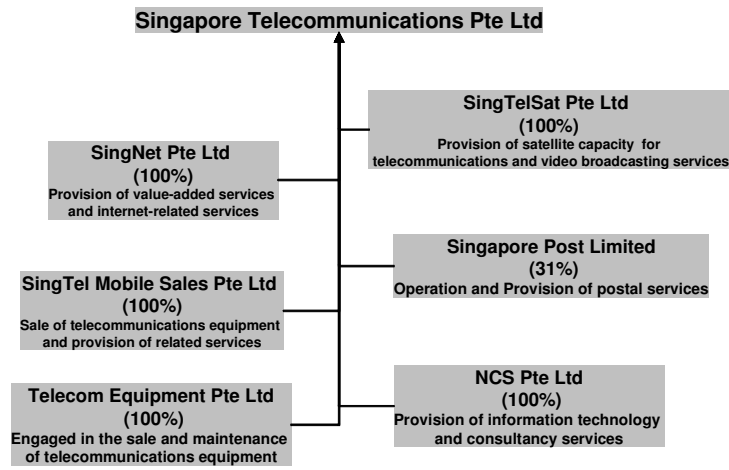 Singapore Telecommunications Pte Ltd
SingTelSat Pte Ltd
(100%)
Provision of satellite capacity for
telecommunications and video broadcasting services
SingNet Pte Ltd
(100%)
Provision of value-added services
and internet-related services
Singapore Post Limited
(31%)
Operation and Provision of postal services
SingTel Mobile Sales Pte Ltd
(100%)
Sale of telecommunications equipment
and provision of related services
NCS Pte Ltd
(100%)
Provision of information technology
and consultancy services
Telecom Equipment Pte Ltd
(100%)
Engaged in the sale and maintenance
of telecommunications equipment